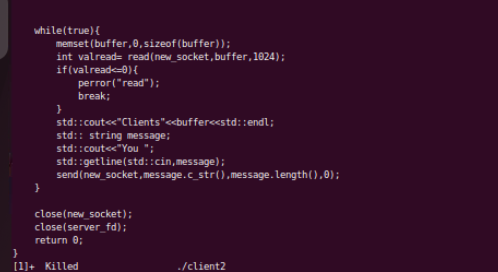 while(true){
memset(buffer,0,sizeof(buffer));
int valread= read(new_socket,buffer,1024);
if(valread<=0){
perror("read");
break;
}
std::cout<<"Clients"<<buffer<<std::endl;
std:: string message;
std::cout<<"You ";
std::getline(std::cin,message);
send(new_socket,message.c_str(),message.length(),0);
}
close(new_socket);
close(server_fd);
return 0;
}
[1]+  Killed                  ./client2